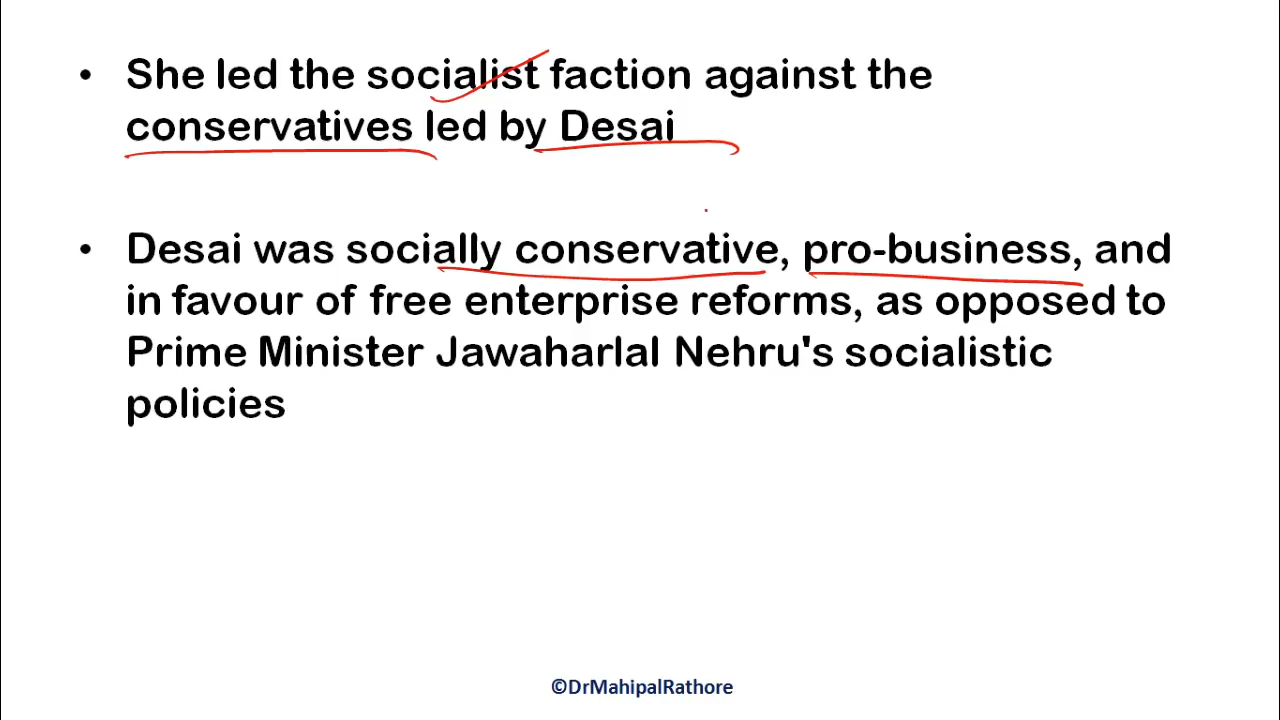 • She led the socialist faction against the
conservatives led by Desai
• Desai was socially conservative, pro-business, and
in favour of free enterprise reforms, as opposed to
Prime Minister Jawaharlal Nehru's socialistic
policies
©DrMahipalRathore